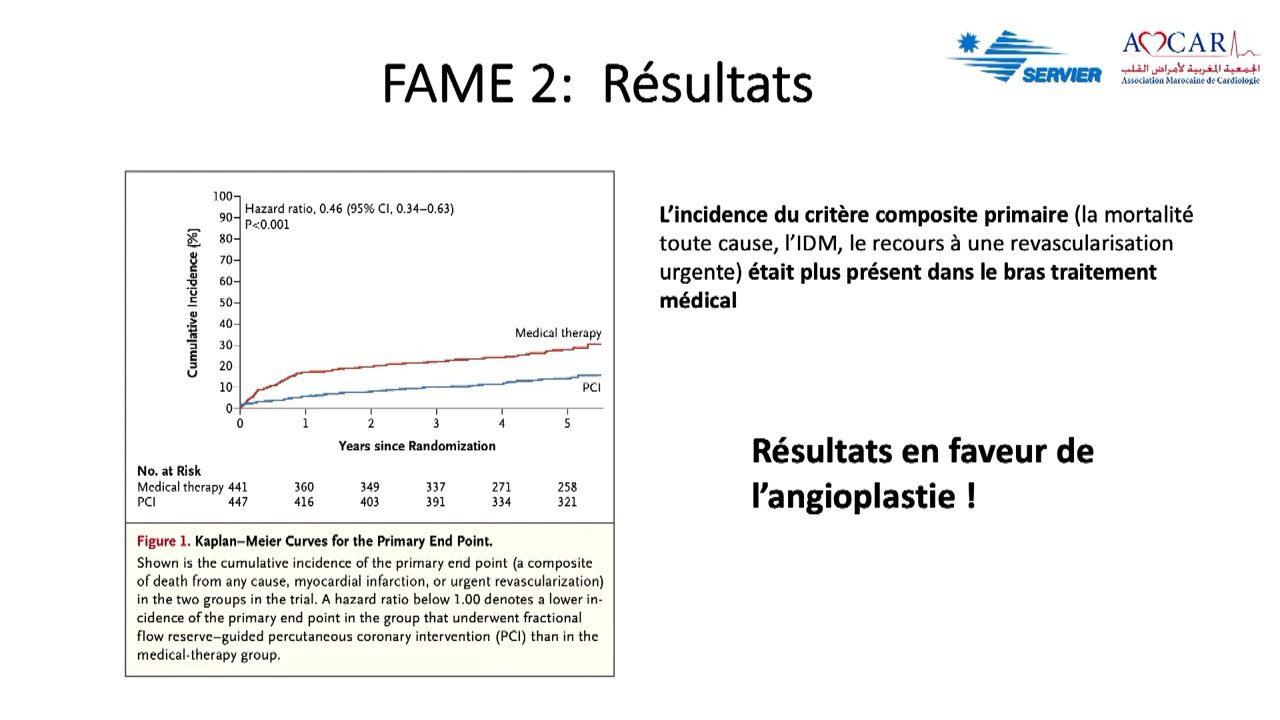 FAME 2: Résultats
SERVIER
AMCAR
الجمعية المغربية لأمراض القلب
Association Marocaine de Cardiologie
Hazard ratio, 0.46 (95% CI, 0.34–0.63)
P<0.001
Cumulative Incidence (%)
100
90
80
70
60
50
40
30
20
10
0
Medical therapy
PCI
0 1 2 3 4 5
Years since Randomization
No. at Risk
Medical therapy 441 360 349 337 271 258
PCI 447 416 403 391 334 321
Figure 1. Kaplan–Meier Curves for the Primary End Point.
Shown is the cumulative incidence of the primary end point (a composite
of death from any cause, myocardial infarction, or urgent revascularization)
in the two groups in the trial. A hazard ratio below 1.00 denotes a lower in-
cidence of the primary end point in the group that underwent fractional
flow reserve–guided percutaneous coronary intervention (PCI) than in the
medical-therapy group.
L'incidence du critère composite primaire (la mortalité
toute cause, l'IDM, le recours à une revascularisation
urgente) était plus présent dans le bras traitement
médical
Résultats en faveur de
l'angioplastie !